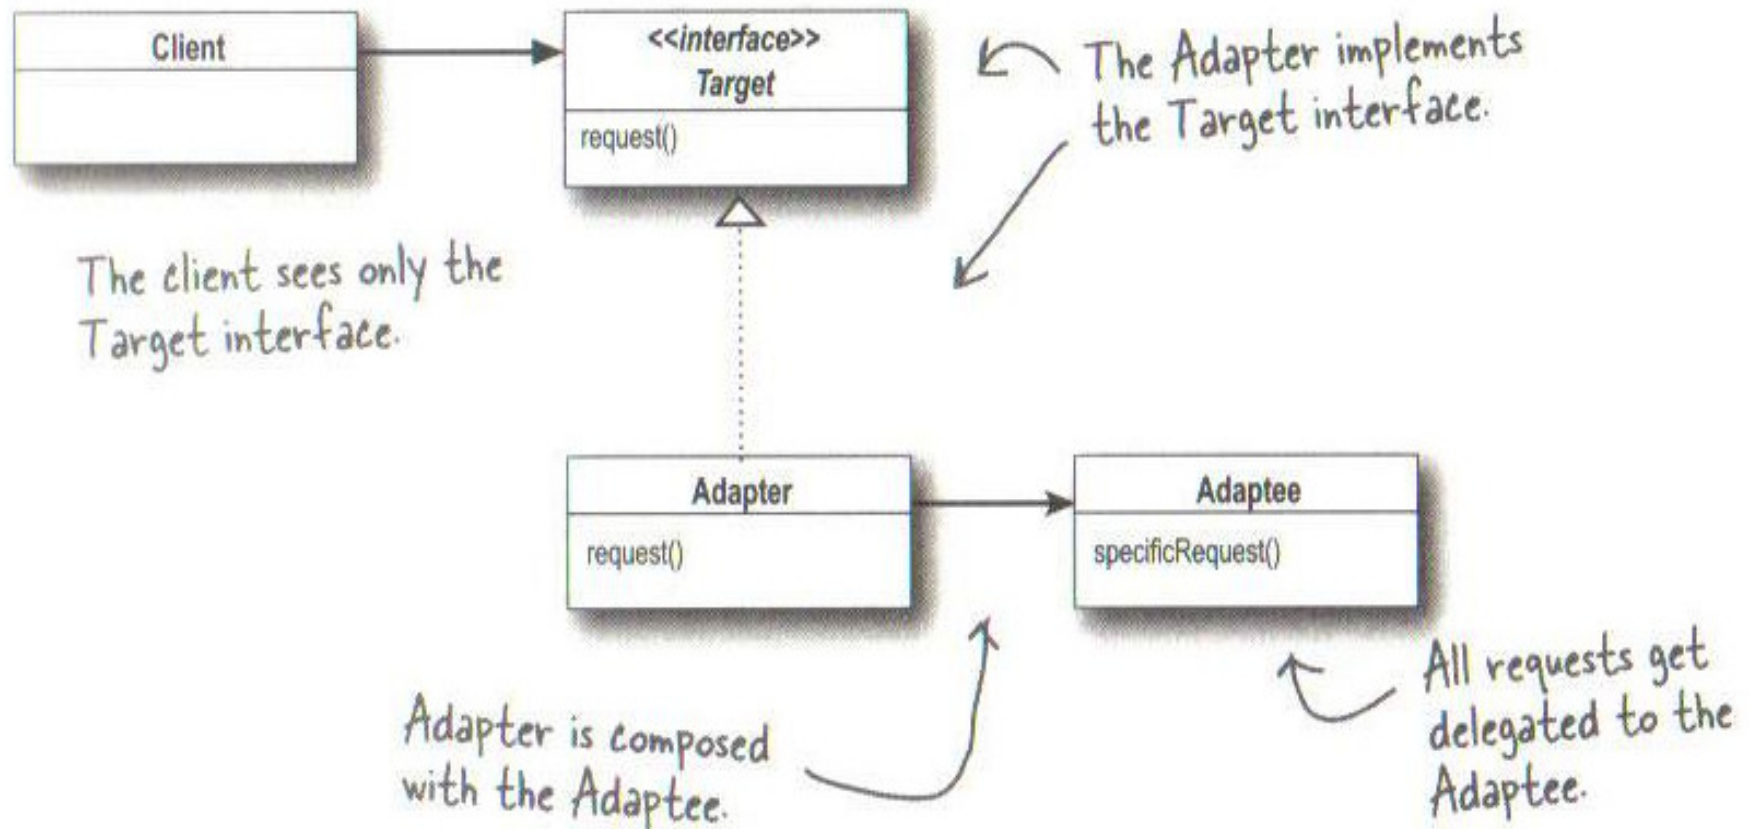 Client
<<interface>>
Target
request()
The Adapter implements
the Target interface.
The client sees only the
Target interface.
Adapter
request()
Adaptee
specificRequest()
Adapter is composed
with the Adaptee.
All requests get
delegated to the
Adaptee.